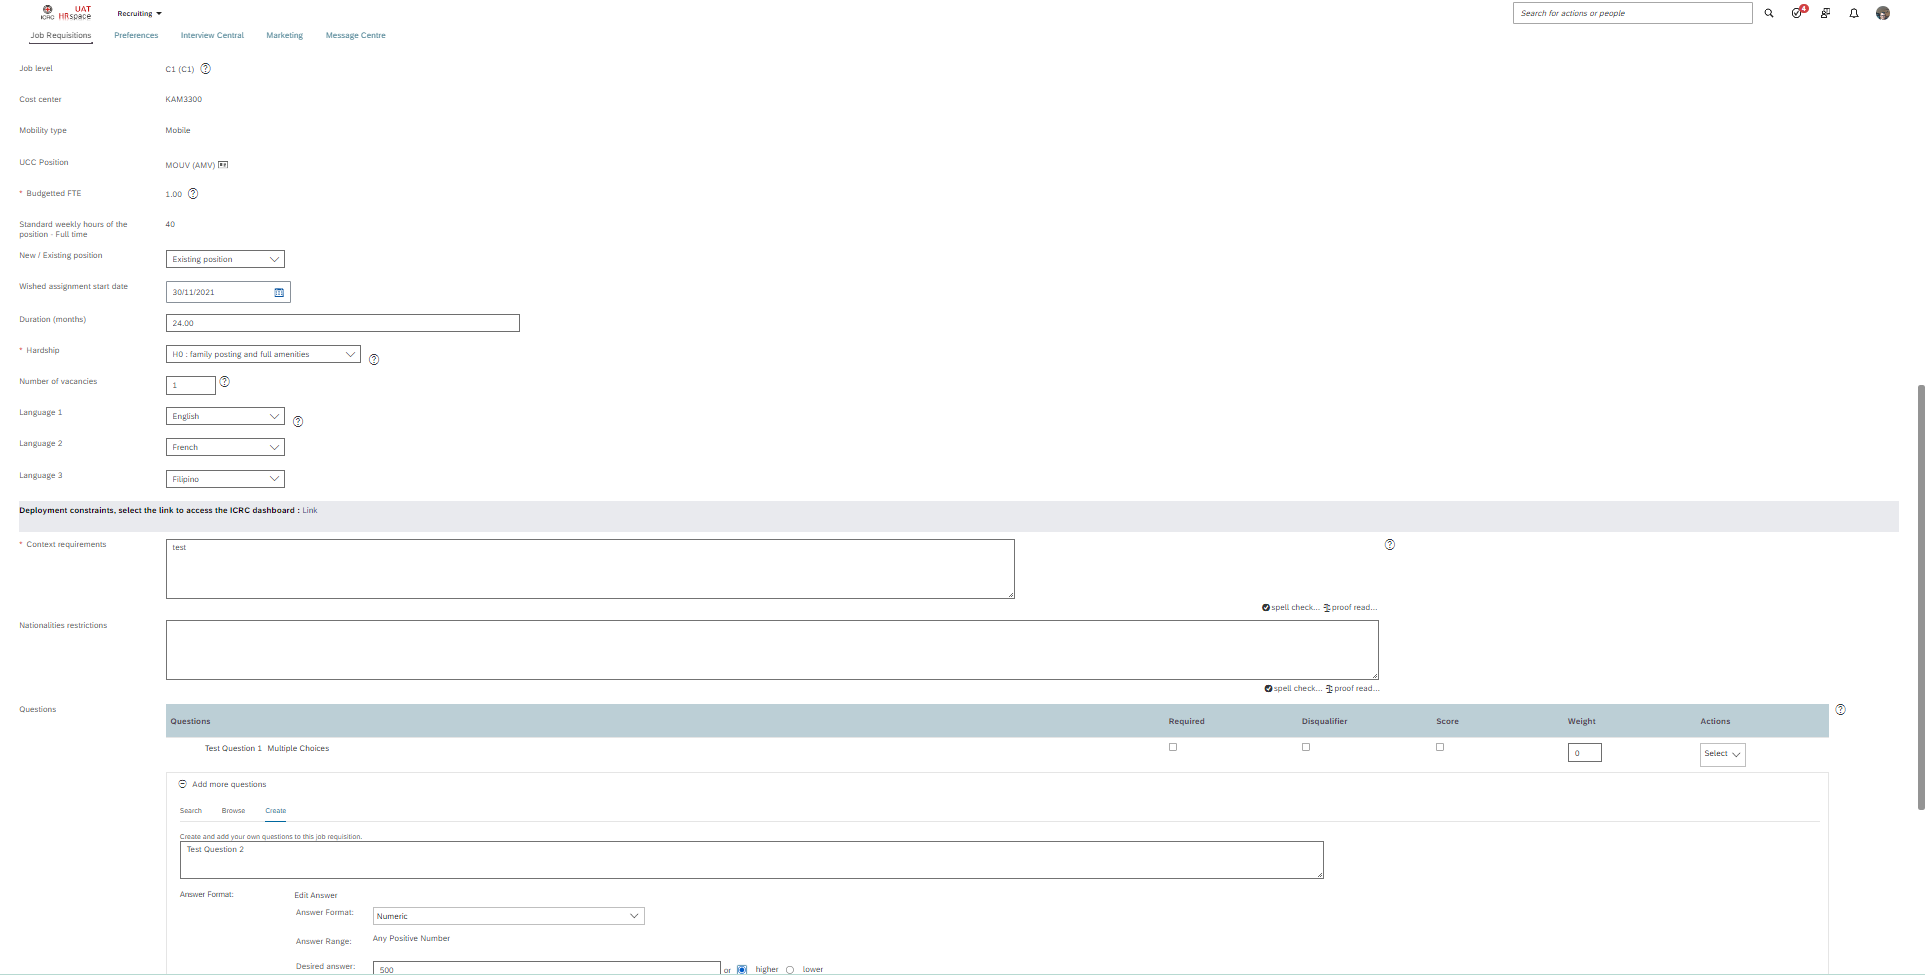 UAT
ICRC HRspace
Recruiting
Search for actions or people
4
Job Requisitions Preferences Interview Central Marketing Message Centre
Job level C1 (C1) ?
Cost center KAM3300
Mobility type Mobile
UCC Position MOUV (AMV)
* Budgetted FTE 1.00 ?
Standard weekly hours of the position - Full time 40
New / Existing position Existing position
Wished assignment start date 30/11/2021
Duration (months) 24.00
* Hardship H0 : family posting and full amenities ?
Number of vacancies 1 ?
Language 1 English ?
Language 2 French
Language 3 Filipino
Deployment constraints, select the link to access the ICRC dashboard : Link
* Context requirements test ?
spell check... proof read...
Nationalities restrictions
spell check... proof read...
Questions ?
Questions Required Disqualifier Score Weight Actions
Test Question 1 Multiple Choices 0 Select
Add more questions
Search Browse Create
Create and add your own questions to this job requisition.
Test Question 2
Answer Format: Edit Answer
Answer Format: Numeric
Answer Range: Any Positive Number
Desired answer: 500 or higher lower